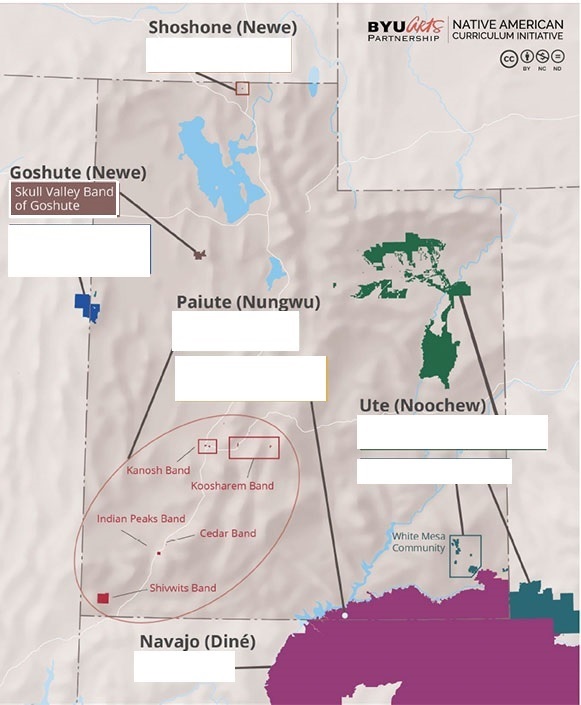 Shoshone (Newe)
BYU Arts
PARTNERSHIP
NATIVE AMERICAN
CURRICULUM INITIATIVE
cc
BY NC ND
Goshute (Newe)
Skull Valley Band
of Goshute
Paiute (Nungwu)
Ute (Noochew)
Kanosh Band
Koosharem Band
Indian Peaks Band
Cedar Band
White Mesa
Community
Shivwits Band
Navajo (Diné)